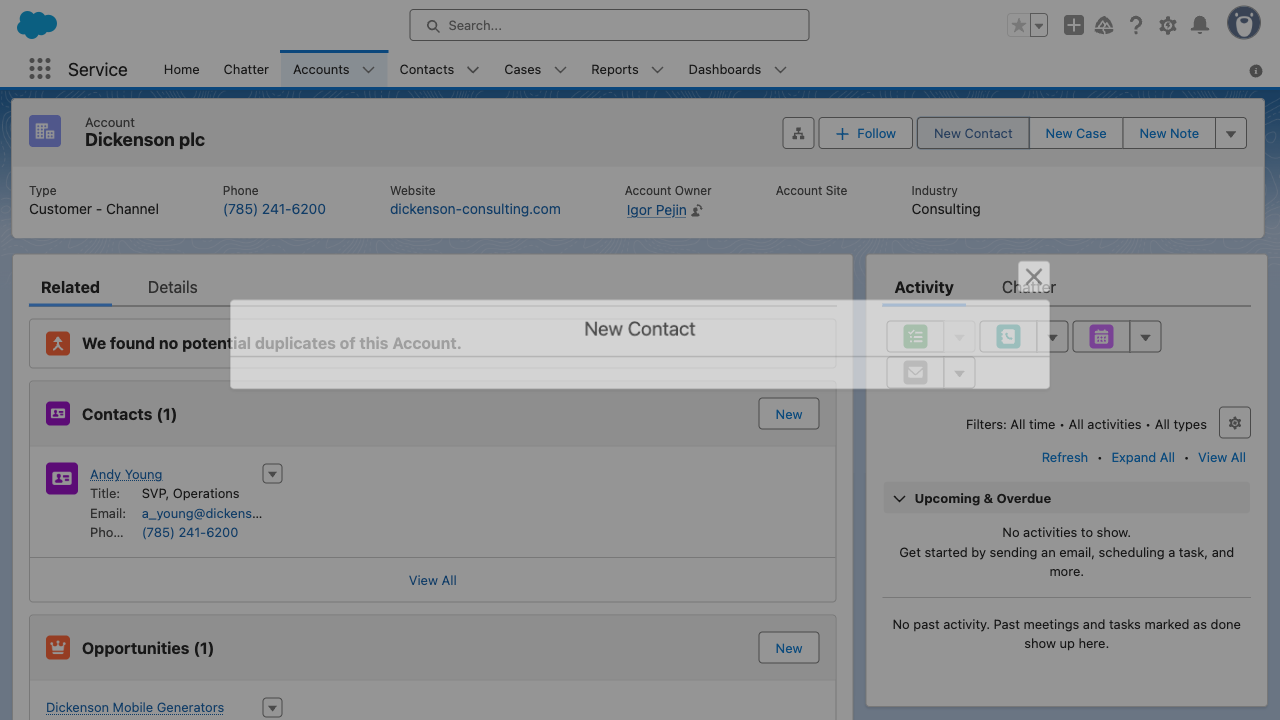 Search...
Service
Home
Chatter
Accounts
Contacts
Cases
Reports
Dashboards
Account
Dickenson plc
Follow
New Contact
New Case
New Note
Type
Customer - Channel
Phone
(785) 241-6200
Website
dickenson-consulting.com
Account Owner
Igor Pejin
Account Site
Industry
Consulting
Related
Details
Activity
Chatter
New Contact
We found no potential duplicates of this Account.
Contacts (1)
New
Andy Young
Title: SVP, Operations
Email: a_young@dickens...
Pho... (785) 241-6200
View All
Opportunities (1)
New
Dickenson Mobile Generators
Filters: All time • All activities • All types
Refresh • Expand All • View All
Upcoming & Overdue
No activities to show.
Get started by sending an email, scheduling a task, and
more.
No past activity. Past meetings and tasks marked as done
show up here.